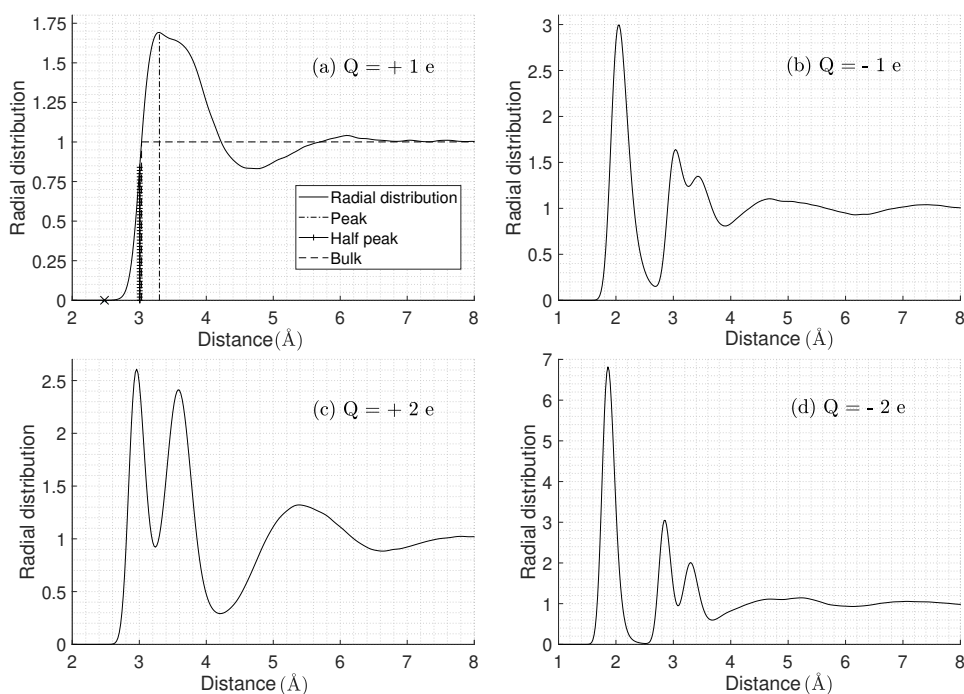 1.75
1.5
1.25
1
0.75
0.5
0.25
0
2 3 4 5 6 7 8
Radial distribution
Distance (Å)
(a) Q = + 1 e
Radial distribution
Peak
Half peak
Bulk
3
2.5
2
1.5
1
0.5
0
1 2 3 4 5 6 7 8
Radial distribution
Distance (Å)
(b) Q = - 1 e
2.5
2
1.5
1
0.5
0
2 3 4 5 6 7 8
Radial distribution
Distance (Å)
(c) Q = + 2 e
7
6
5
4
3
2
1
0
1 2 3 4 5 6 7 8
Radial distribution
Distance (Å)
(d) Q = - 2 e